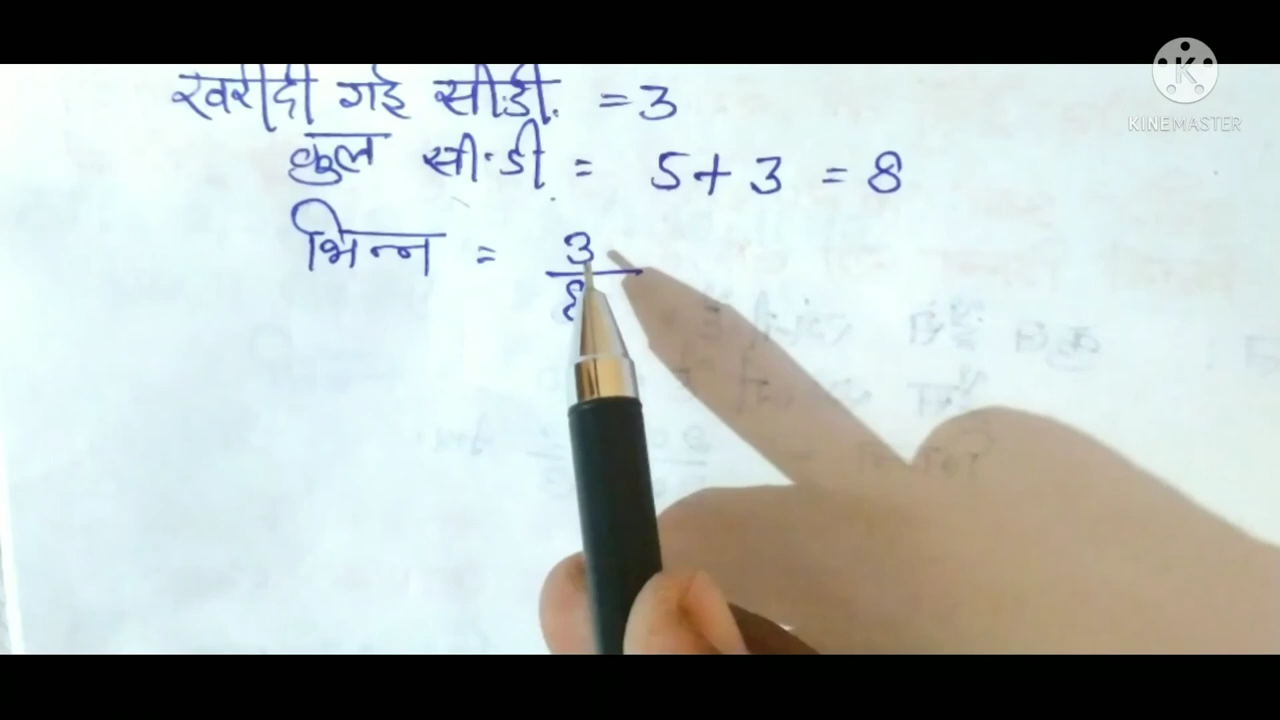 खरीदी गई सी.डी. = 3
KINEMASTER
कुल सी.डी = 5 + 3 = 8
भिन्न = 3
8